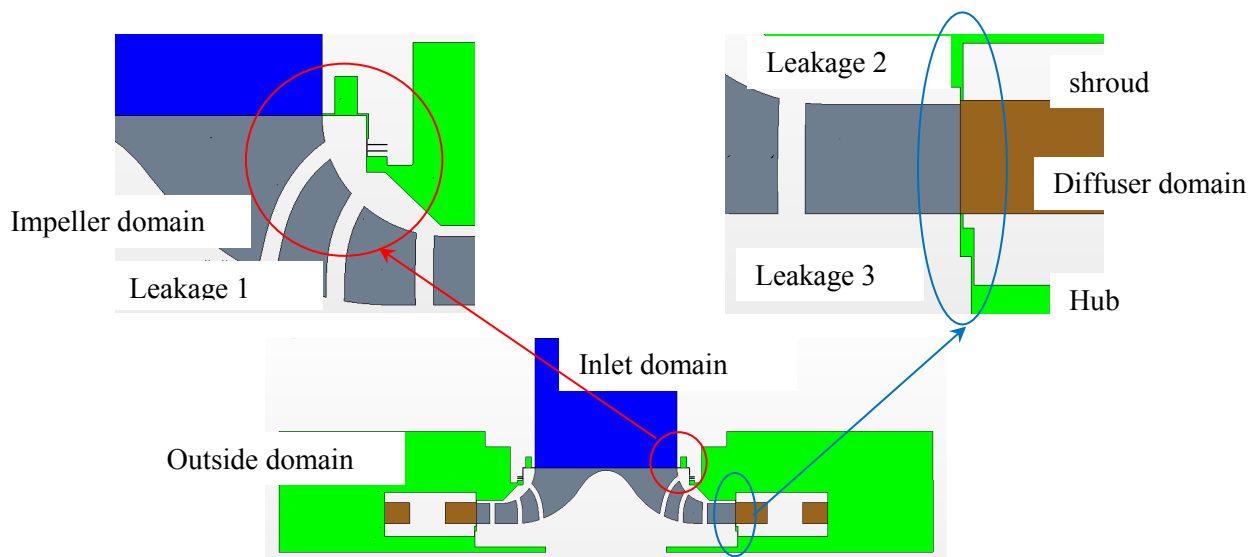 Leakage 2
shroud
Diffuser domain
Impeller domain
Leakage 1
Leakage 3
Hub
Inlet domain
Outside domain